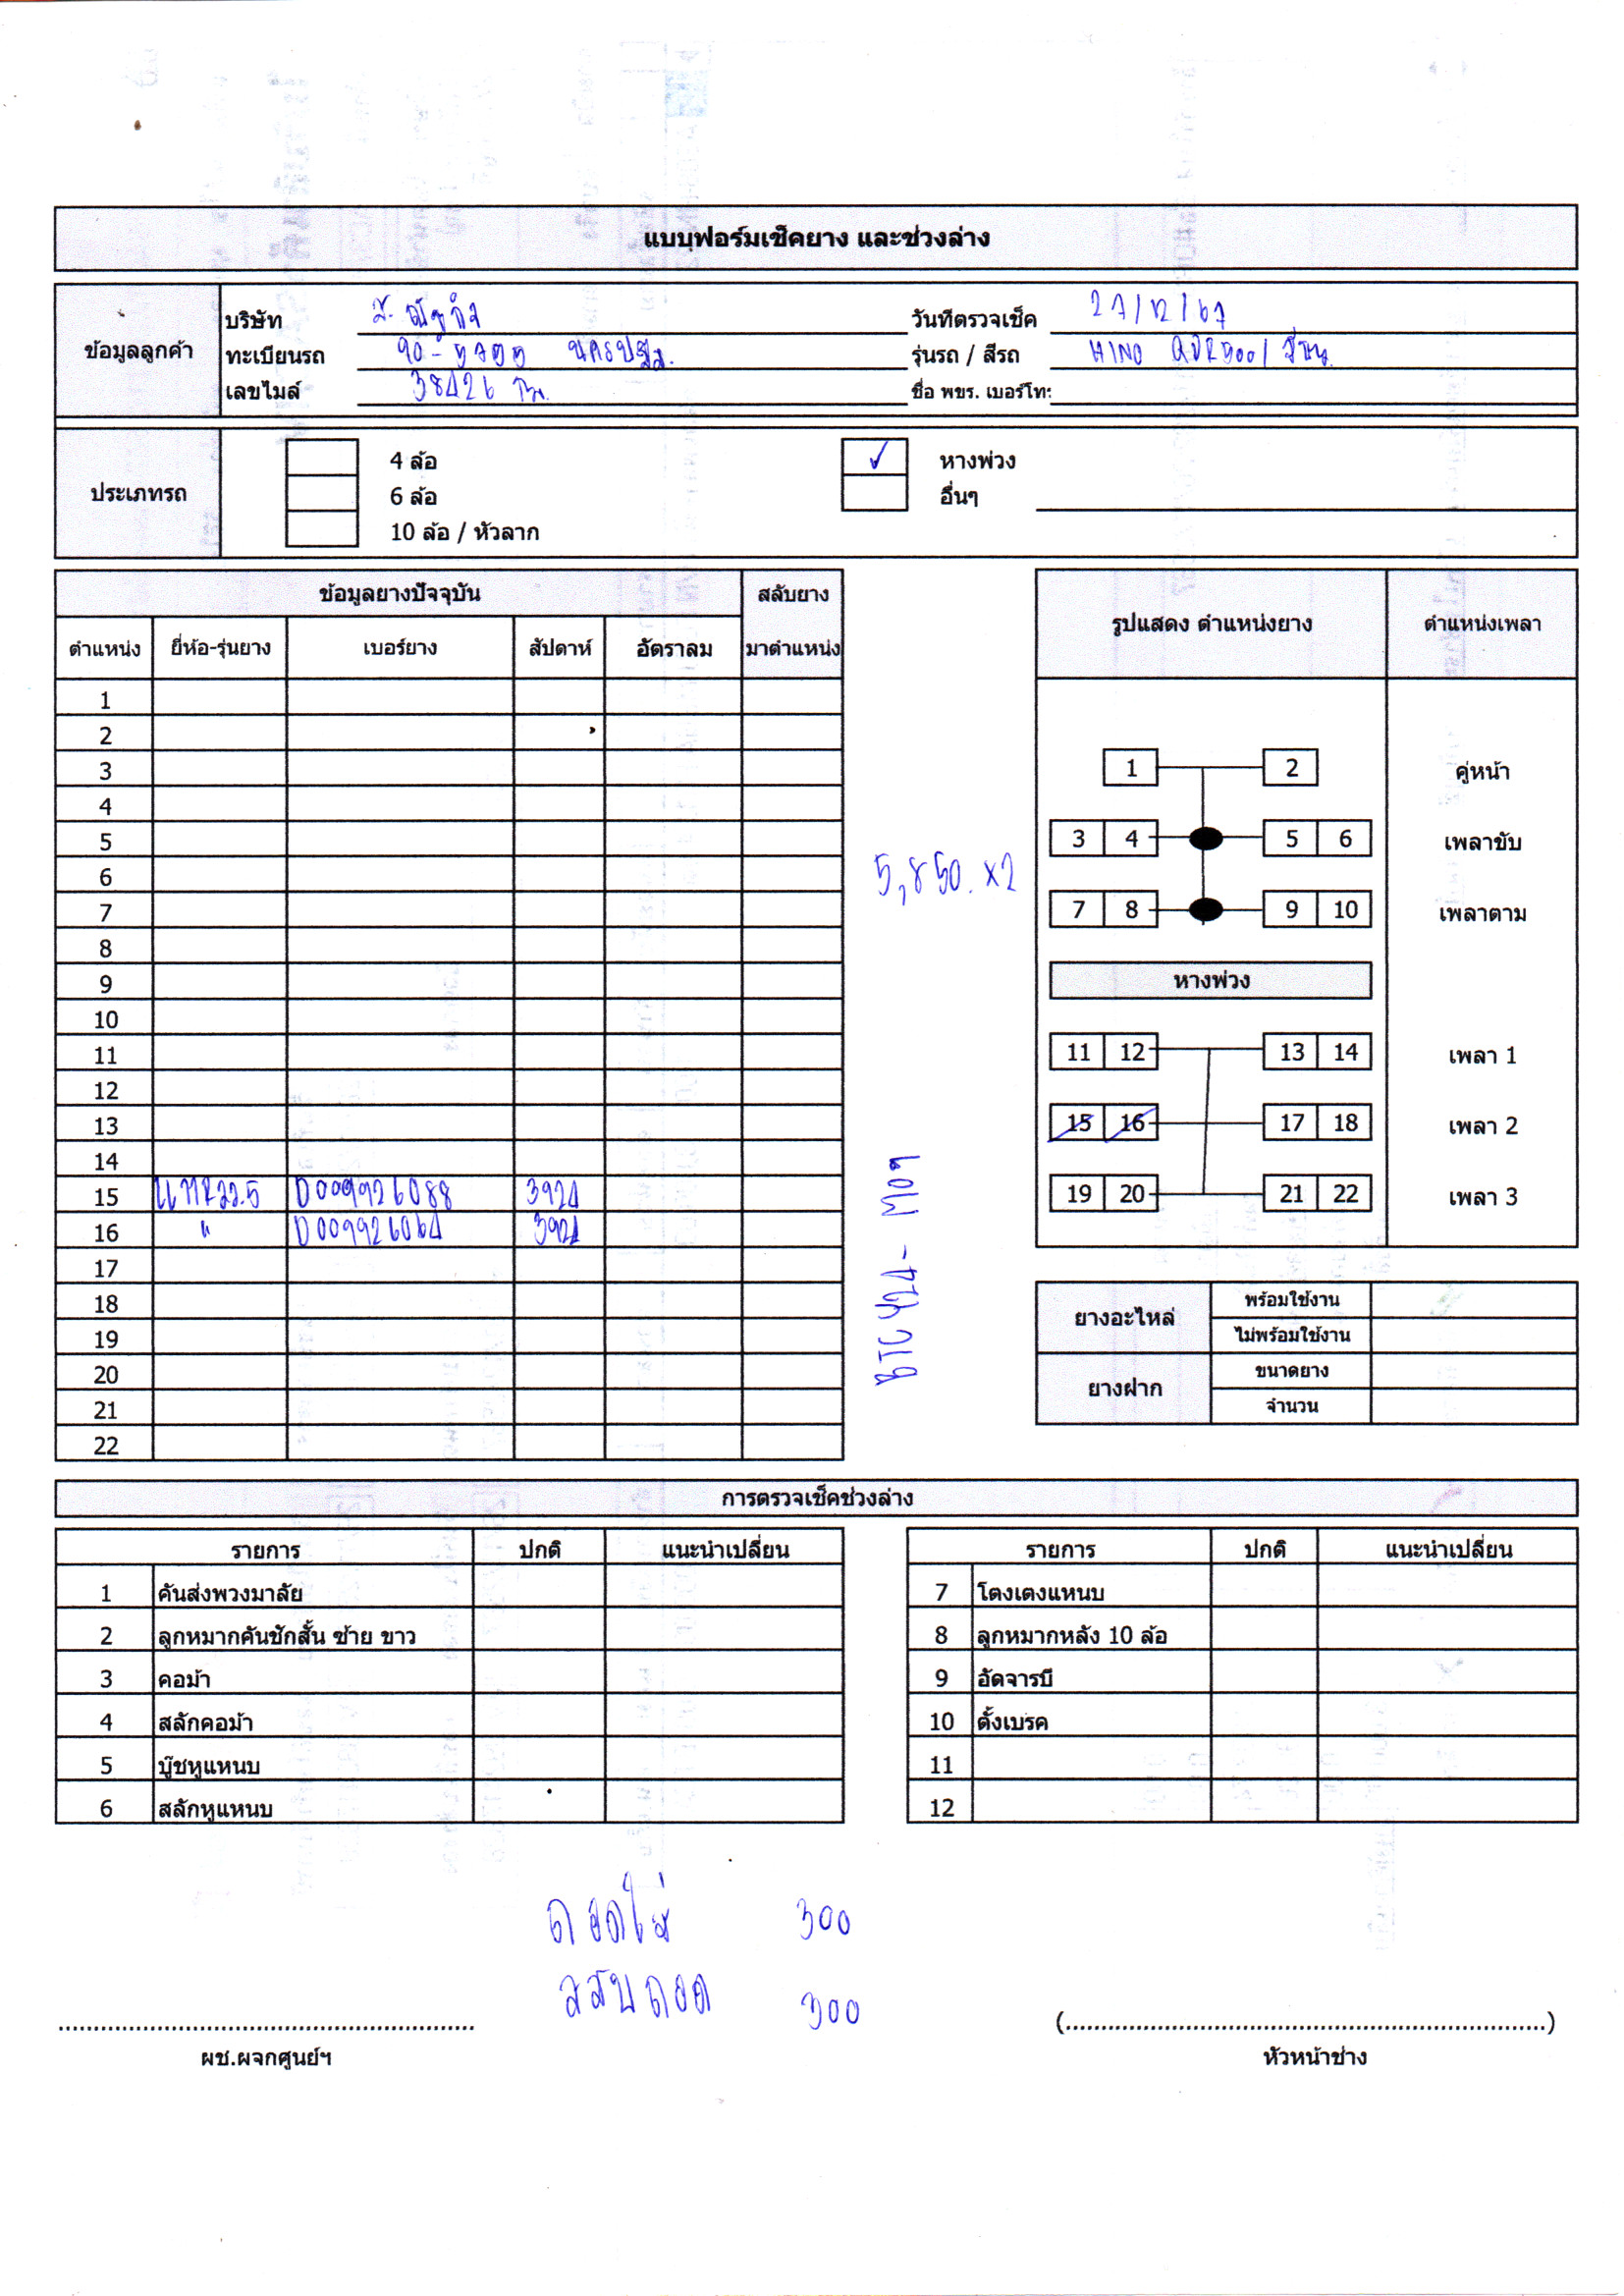 แบบฟอร์มเช็คยาง และช่วงล่าง
ข้อมูลลูกค้า
บริษัท
วันที่ตรวจเช็ค 27/12/67
ทะเบียนรถ 90- นครปฐม.
รุ่นรถ / สีรถ HINO
เลขไมล์ 38426 กม.
ชื่อ พขร. เบอร์โท:
ประเภทรถ
4 ล้อ
✓ หางพ่วง
6 ล้อ
อื่นๆ
10 ล้อ / หัวลาก
ข้อมูลยางปัจจุบัน สลับยาง
ตำแหน่ง ยี่ห้อ-รุ่นยาง เบอร์ยาง สัปดาห์ อัตราลม มาตำแหน่ง
1
2
3
4
5
6
7
8
9
10
11
12
13
14
15 11R22.5 D009926088 3924
16 " D009926064 3924
17
18
19
20
21
22
5,850. x2
รูปแสดง ตำแหน่งยาง ตำแหน่งเพลา
1 2 คู่หน้า
3 4 5 6 เพลาขับ
7 8 9 10 เพลาตาม
หางพ่วง
11 12 13 14 เพลา 1
15 16 17 18 เพลา 2
19 20 21 22 เพลา 3
ยางอะไหล่ พร้อมใช้งาน
ไม่พร้อมใช้งาน
ยางฝาก ขนาดยาง
จำนวน
การตรวจเช็คช่วงล่าง
รายการ ปกติ แนะนำเปลี่ยน
1 คันส่งพวงมาลัย
2 ลูกหมากคันชักสั้น ซ้าย ขาว
3 คอม้า
4 สลักคอม้า
5 บู๊ชหูแหนบ
6 สลักหูแหนบ
รายการ ปกติ แนะนำเปลี่ยน
7 โตงเตงแหนบ
8 ลูกหมากหลัง 10 ล้อ
9 อัดจารบี
10 ตั้งเบรค
11
12
ถอดใส่ 300
สลับถอด 300
ผช.ผจกศูนย์ฯ
(..........)
หัวหน้าช่าง